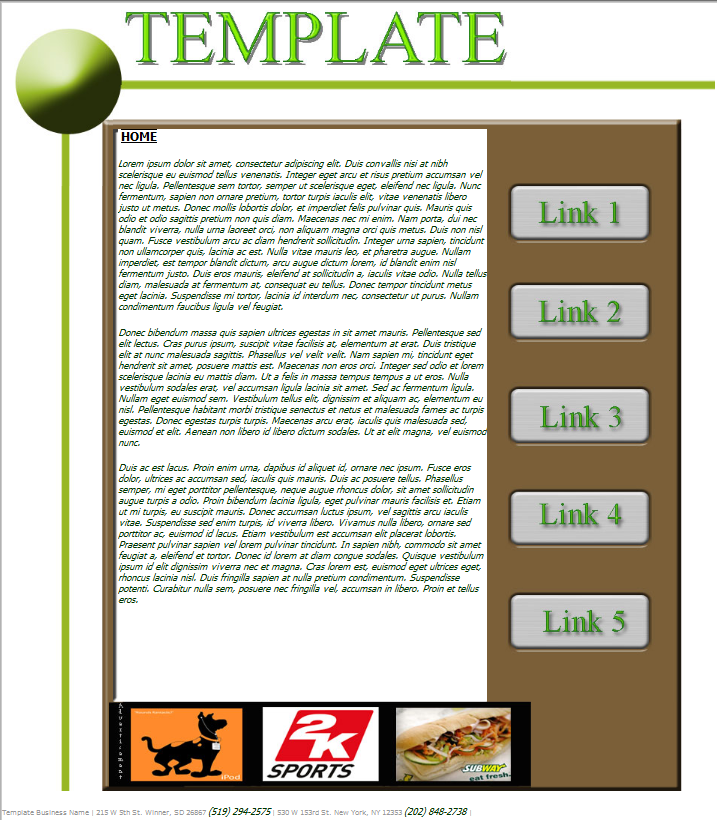 TEMPLATE
HOME
Lorem ipsum dolor sit amet, consectetur adipiscing elit. Duis convallis nisi at nibh
scelerisque eu euismod tellus venenatis. Integer eget arcu et risus pretium accumsan vel
nec ligula. Pellentesque sem tortor, semper ut scelerisque eget, eleifend nec ligula. Nunc
fermentum, sapien non ornare pretium, tortor turpis iaculis elit, vitae venenatis libero
justo ut metus. Donec mollis lobortis dolor, et imperdiet felis pulvinar quis. Mauris quis
odio et odio sagittis pretium non quis diam. Maecenas nec mi enim. Nam porta, dui nec
blandit viverra, nulla urna laoreet orci, non aliquam magna orci quis metus. Duis non nisl
quam. Fusce vestibulum arcu ac diam hendrerit sollicitudin. Integer urna sapien, tincidunt
non ullamcorper quis, lacinia ac est. Nulla vitae mauris leo, et pharetra augue. Nullam
imperdiet, est tempor blandit dictum, arcu augue dictum lorem, id blandit enim nisl
fermentum justo. Duis eros mauris, eleifend at sollicitudin a, iaculis vitae odio. Nulla tellus
diam, malesuada at fermentum at, consequat eu tellus. Donec tempor tincidunt metus
eget lacinia. Suspendisse mi tortor, lacinia id interdum nec, consectetur ut purus. Nullam
condimentum faucibus ligula vel feugiat.
Donec bibendum massa quis sapien ultrices egestas in sit amet mauris. Pellentesque sed
elit lectus. Cras purus ipsum, suscipit vitae facilisis at, elementum at erat. Duis tristique
elit at nunc malesuada sagittis. Phasellus vel velit velit. Nam sapien mi, tincidunt eget
hendrerit sit amet, posuere mattis est. Maecenas non eros orci. Integer sed odio et lorem
scelerisque lacinia eu mattis diam. Ut a felis in massa tempus tempus a ut eros. Nulla
vestibulum sodales erat, vel accumsan ligula lacinia sit amet. Sed ac fermentum ligula.
Nullam eget euismod sem. Vestibulum tellus elit, dignissim et aliquam ac, elementum eu
nisl. Pellentesque habitant morbi tristique senectus et netus et malesuada fames ac turpis
egestas. Donec egestas turpis turpis. Maecenas arcu erat, iaculis quis malesuada sed,
euismod et elit. Aenean non libero id libero dictum sodales. Ut at elit magna, vel euismod
nunc.
Duis ac est lacus. Proin enim urna, dapibus id aliquet id, ornare nec ipsum. Fusce eros
dolor, ultrices ac accumsan sed, iaculis quis mauris. Duis ac posuere tellus. Phasellus
semper, mi eget porttitor pellentesque, neque augue rhoncus dolor, sit amet sollicitudin
augue turpis a odio. Proin bibendum lacinia ligula, eget pulvinar mauris facilisis et. Etiam
ut mi turpis, eu suscipit mauris. Donec accumsan luctus ipsum, vel sagittis arcu iaculis
vitae. Suspendisse sed enim turpis, id viverra libero. Vivamus nulla libero, ornare sed
porttitor ac, euismod id lacus. Etiam vestibulum est accumsan elit placerat lobortis.
Praesent pulvinar sapien vel lorem pulvinar tincidunt. In sapien nibh, commodo sit amet
feugiat a, eleifend et tortor. Donec id lorem at diam congue sodales. Quisque vestibulum
ipsum id elit dignissim viverra nec et magna. Cras lorem est, euismod eget ultrices eget,
rhoncus lacinia nisl. Duis fringilla sapien at nulla pretium condimentum. Suspendisse
potenti. Curabitur nulla sem, posuere nec fringilla vel, accumsan in libero. Proin et tellus
eros.
Link 1
Link 2
Link 3
Link 4
Link 5
Advertisement
iPod
2K
SPORTS
SUBWAY
eat fresh.
Template Business Name | 215 W 5th St. Winner, SD 26867 (519) 294-2575 | 530 W 153rd St. New York, NY 12353 (202) 848-2738 |